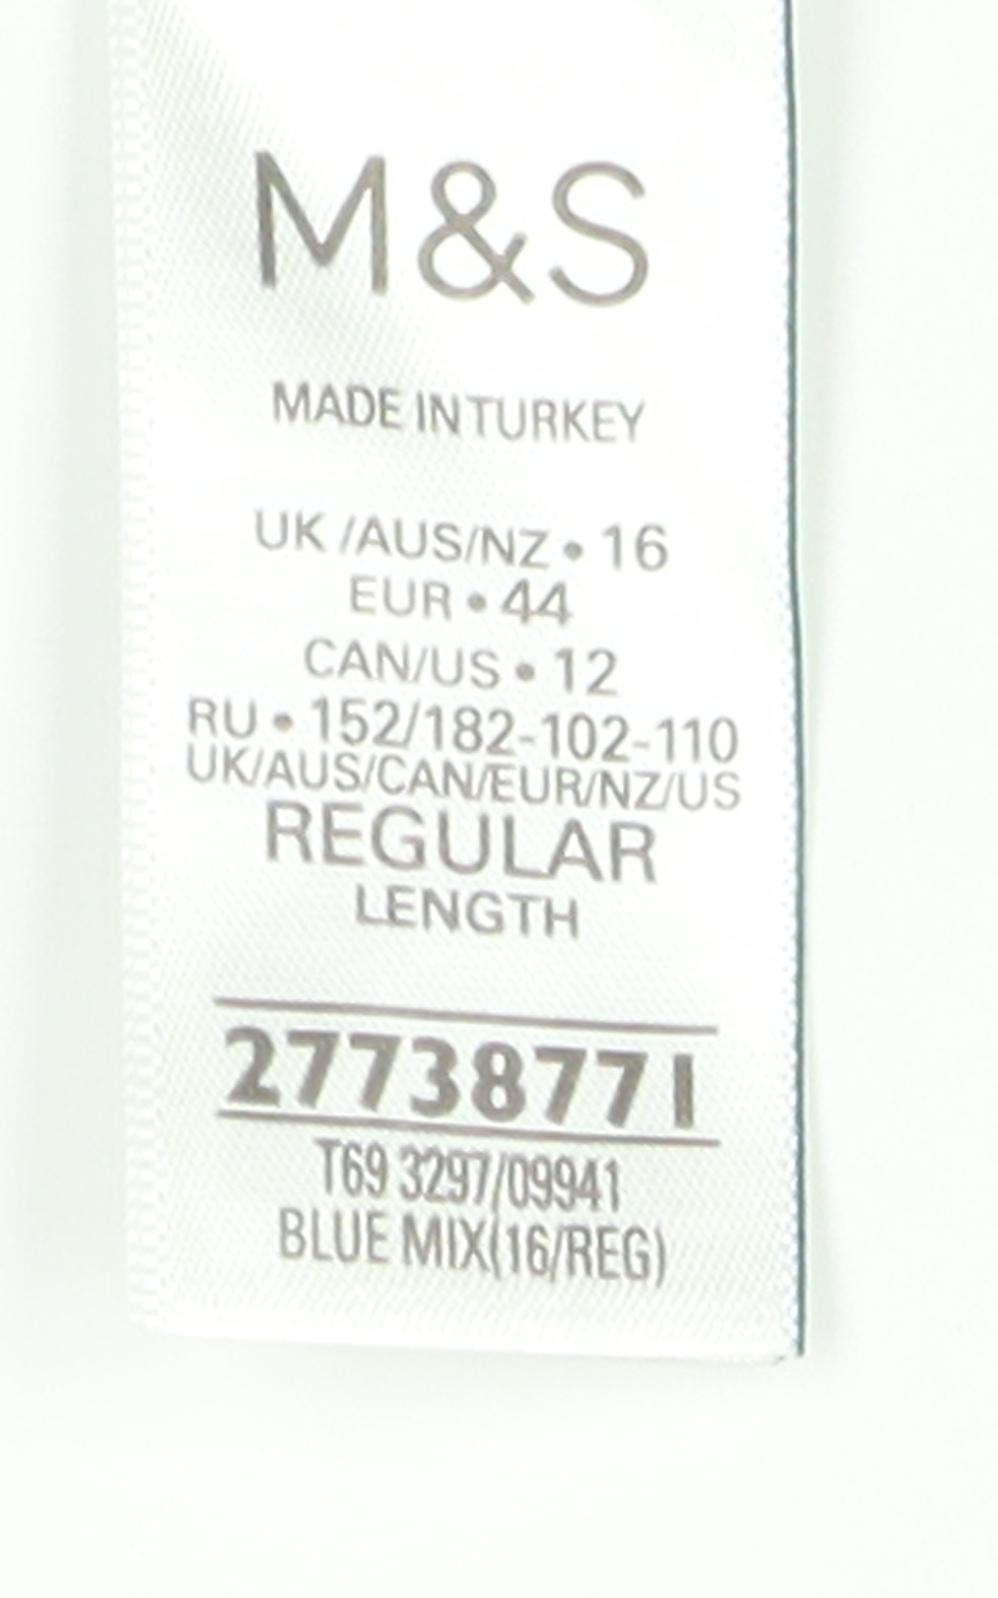 M&S
MADE IN TURKEY
UK /AUS/NZ • 16
EUR • 44
CAN/US • 12
RU • 152/182-102-110
UK/AUS/CAN/EUR/NZ/US
REGULAR
LENGTH
27738771
T69 3297/09941
BLUE MIX(16/REG)